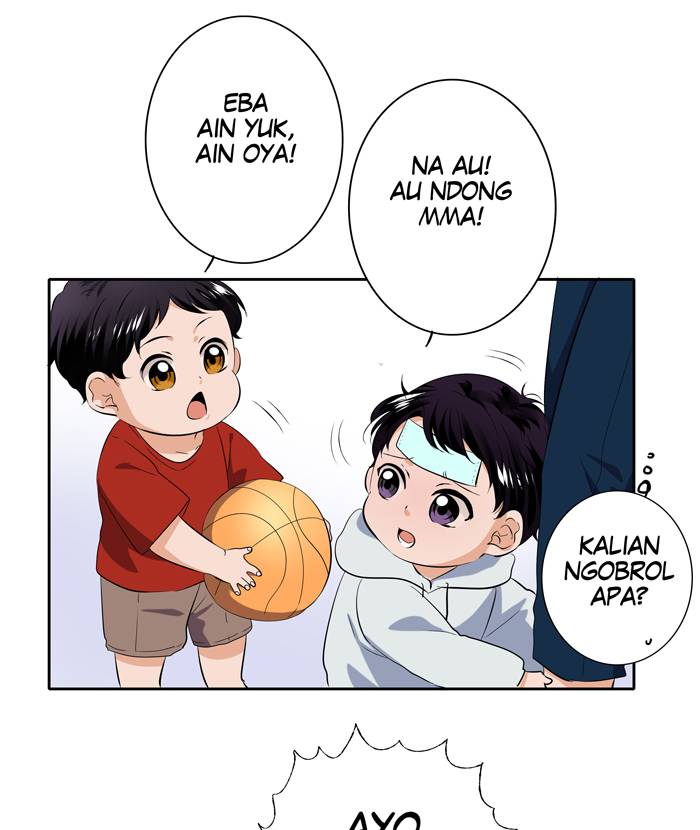 EBA
AIN YUK,
AIN OYA!
NA AU!
AU NDONG
MMA!
KALIAN
NGOBROL
APA?
AYO